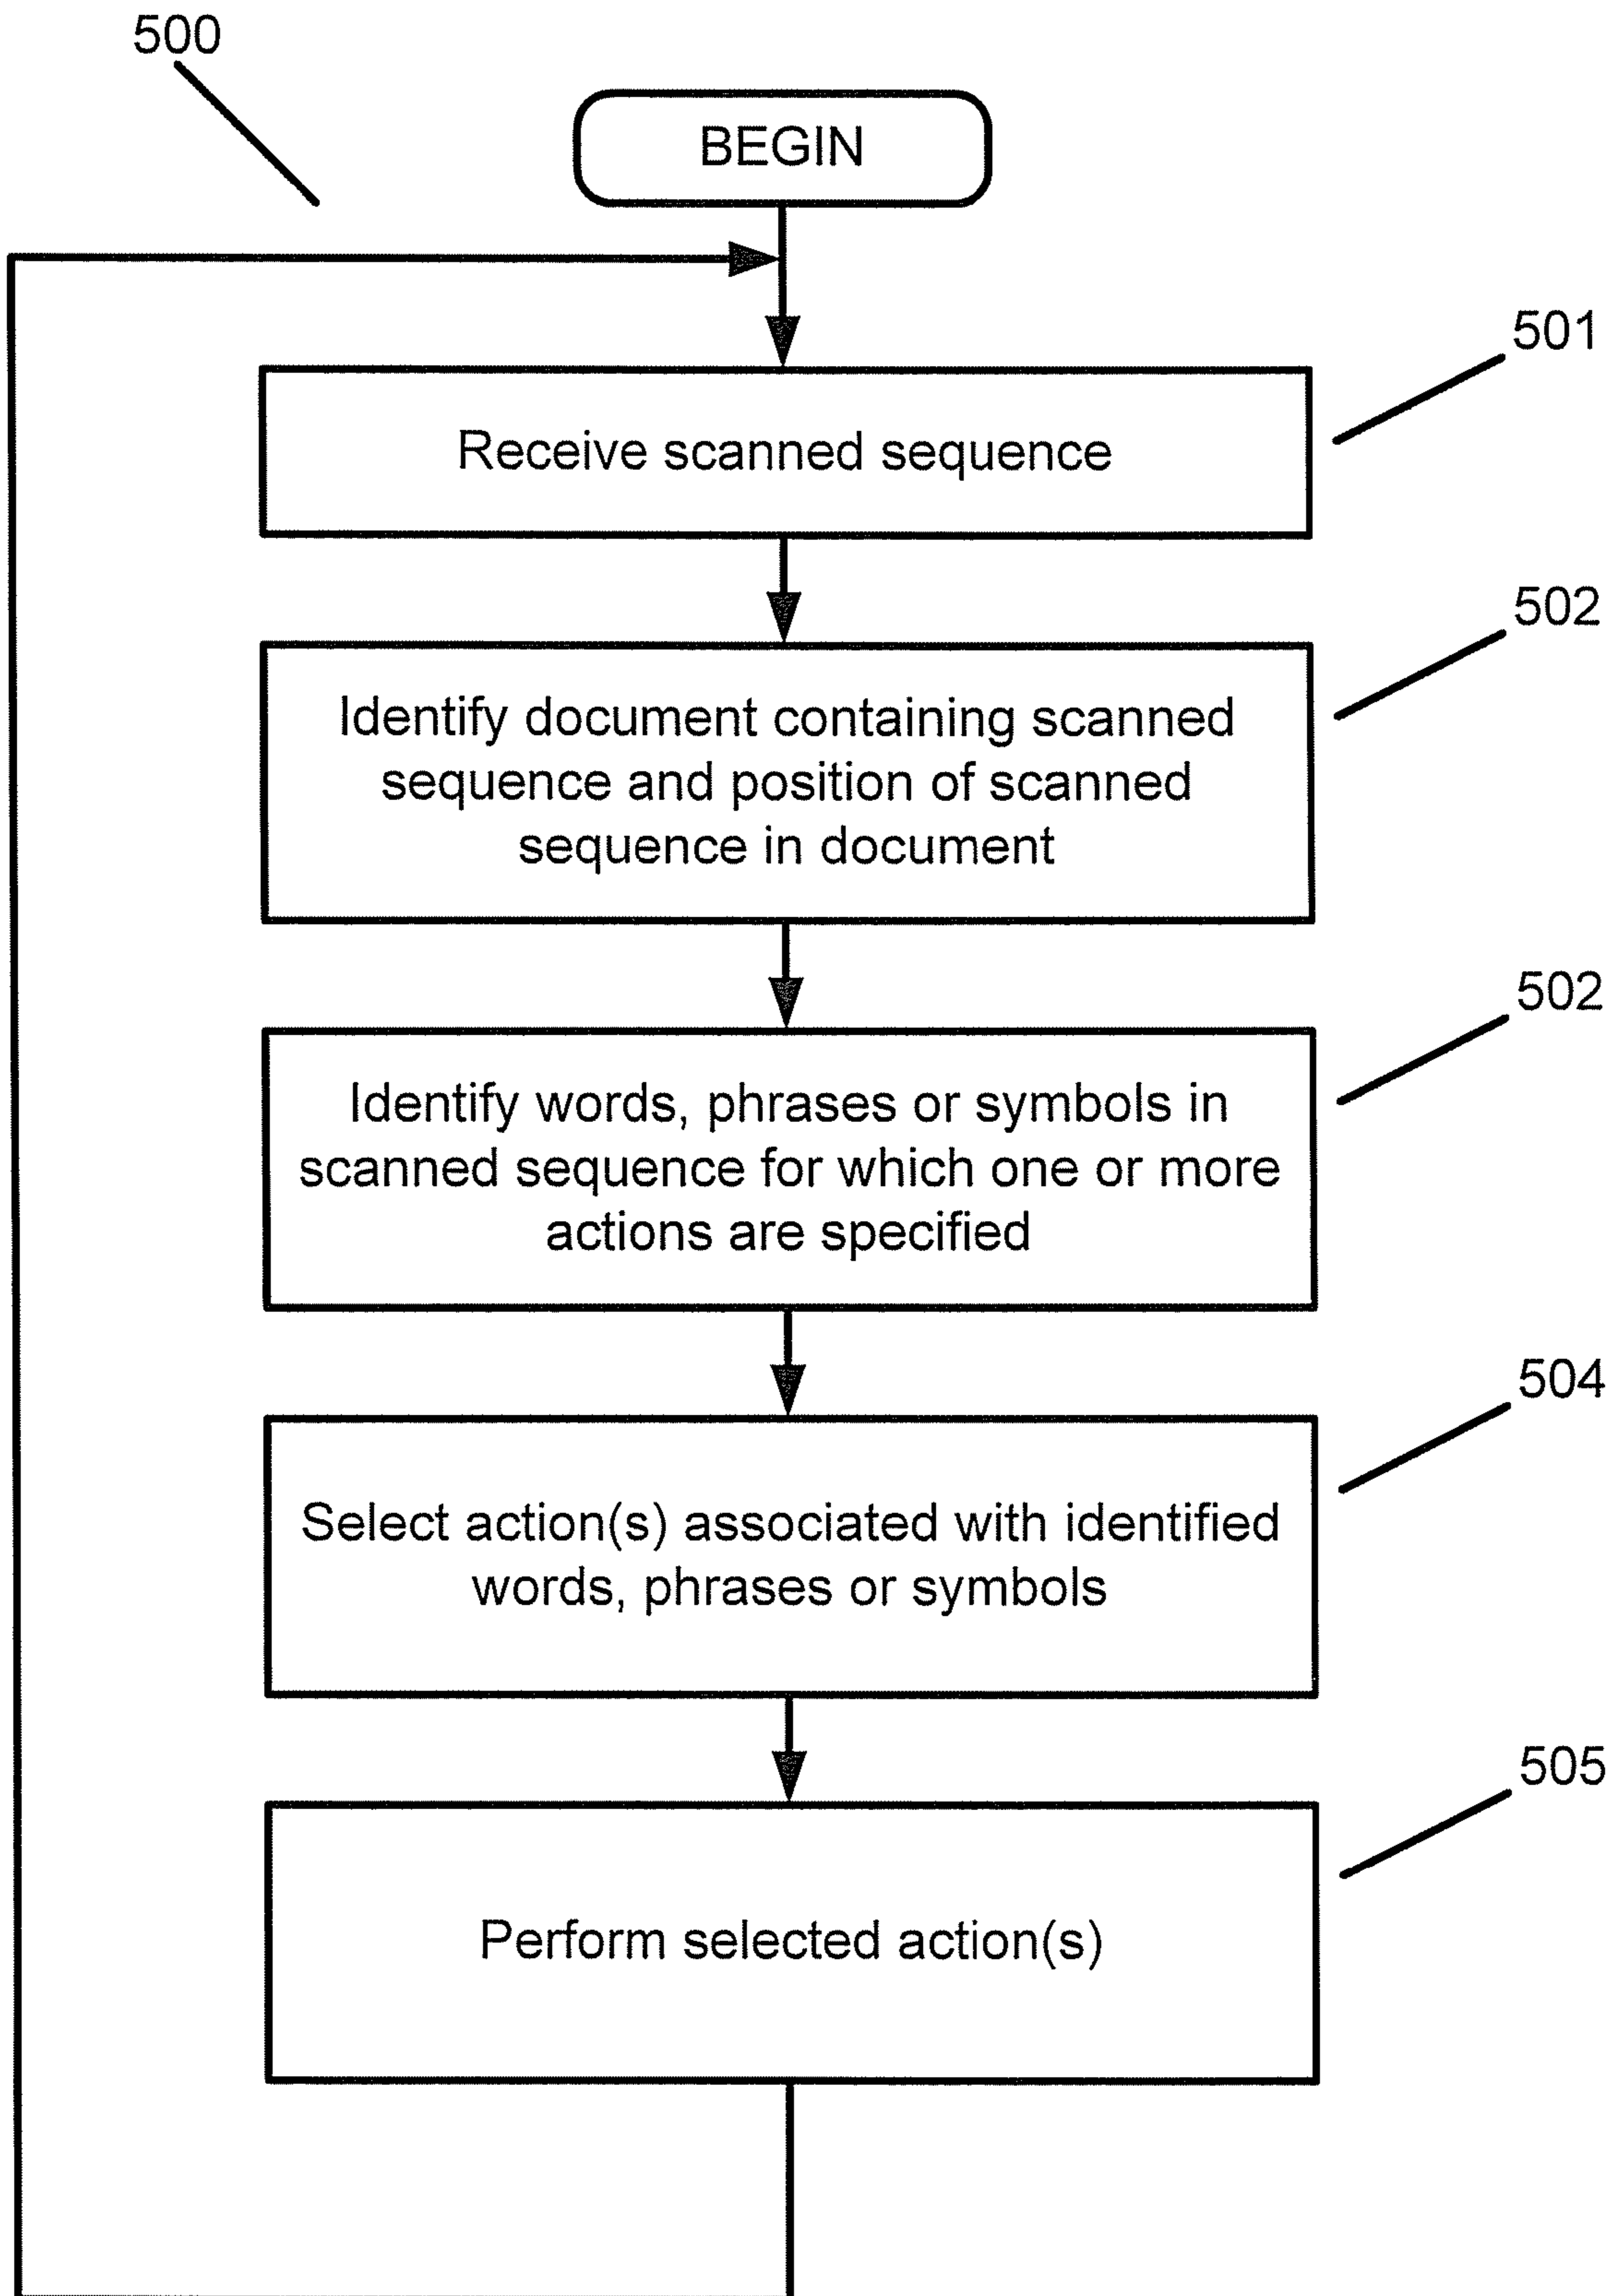 500
BEGIN
501
Receive scanned sequence
502
Identify document containing scanned
sequence and position of scanned
sequence in document
502
Identify words, phrases or symbols in
scanned sequence for which one or more
actions are specified
504
Select action(s) associated with identified
words, phrases or symbols
505
Perform selected action(s)